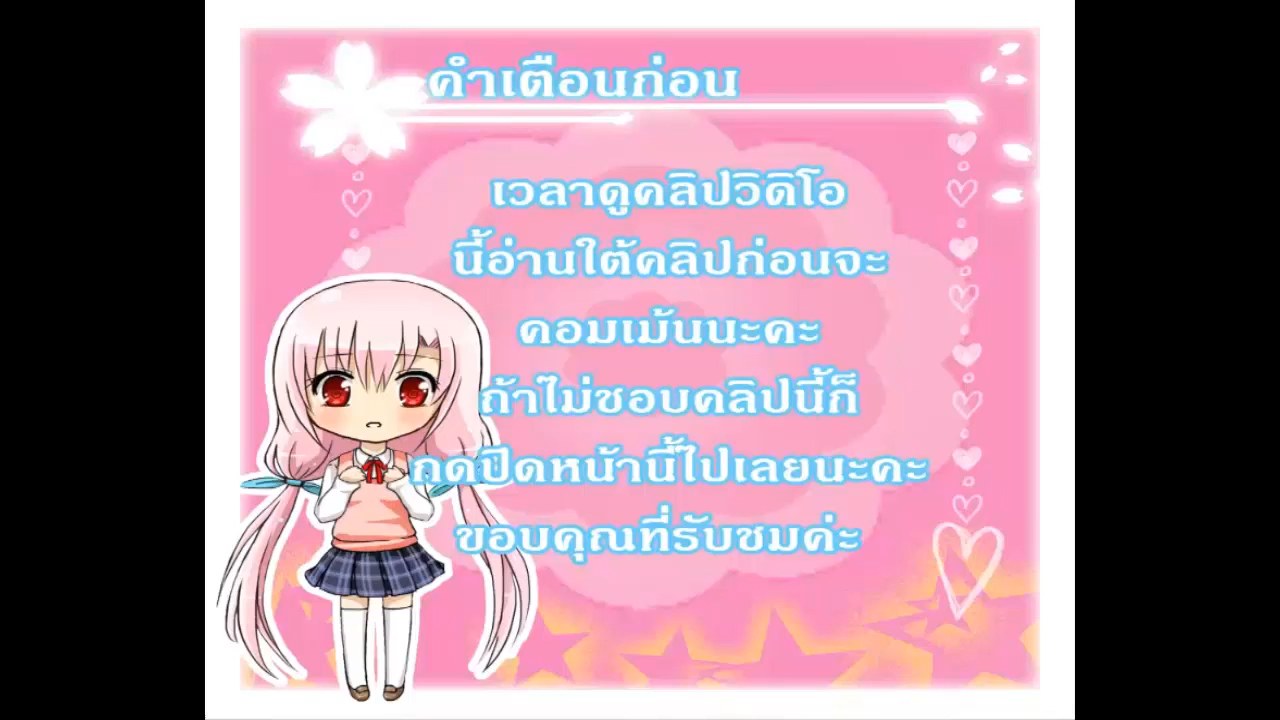 คำเตือนก่อน
เวลาดูคลิปวิดิโอ
นี้อ่านใต้คลิปก่อนจะ
คอมเม้นนะคะ
ถ้าไม่ชอบคลิปนี้ก็
กดปิดหน้านี้ไปเลยนะคะ
ขอบคุณที่รับชมค่ะ